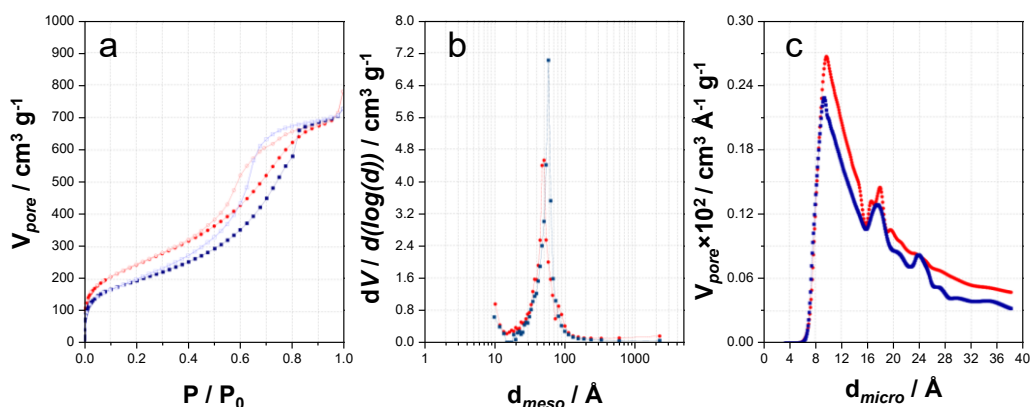 a
1000
900
800
700
600
500
400
300
200
100
0
V_pore / cm³ g⁻¹
0.0 0.2 0.4 0.6 0.8 1.0
P / P₀
b
8.0
7.2
6.4
5.6
4.8
4.0
3.2
2.4
1.6
0.8
0.0
dV / d(log(d)) / cm³ g⁻¹
1 10 100 1000
d_meso / Å
c
0.30
0.24
0.18
0.12
0.06
0.00
V_pore×10² / cm³ Å⁻¹ g⁻¹
0 4 8 12 16 20 24 28 32 36 40
d_micro / Å